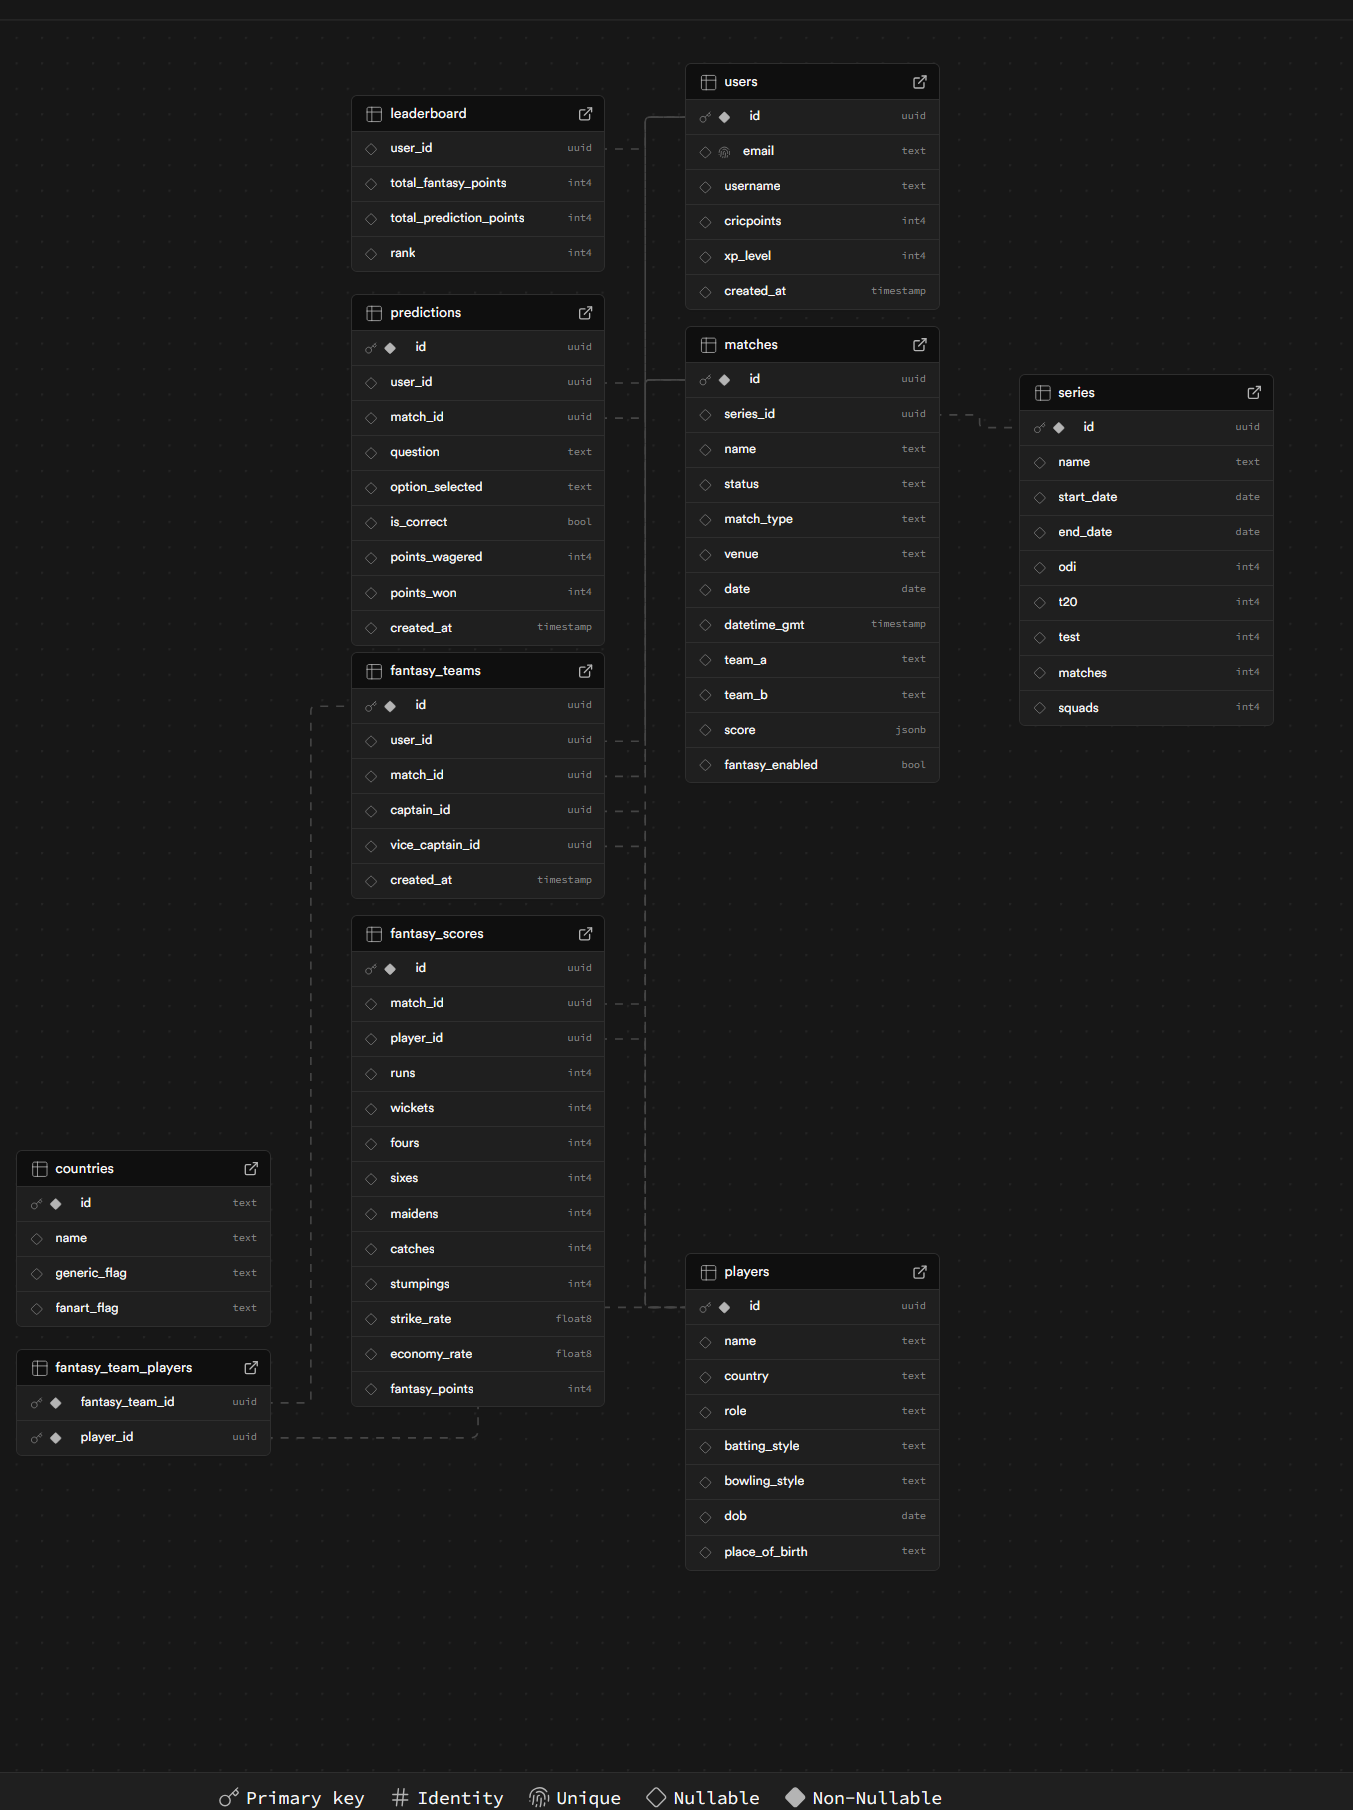 users
id uuid
email text
username text
cricpoints int4
xp_level int4
created_at timestamp
leaderboard
user_id uuid
total_fantasy_points int4
total_prediction_points int4
rank int4
predictions
id uuid
user_id uuid
match_id uuid
question text
option_selected text
is_correct bool
points_wagered int4
points_won int4
created_at timestamp
matches
id uuid
series_id uuid
name text
status text
match_type text
venue text
date date
datetime_gmt timestamp
team_a text
team_b text
score jsonb
fantasy_enabled bool
series
id uuid
name text
start_date date
end_date date
odi int4
t20 int4
test int4
matches int4
squads int4
fantasy_teams
id uuid
user_id uuid
match_id uuid
captain_id uuid
vice_captain_id uuid
created_at timestamp
fantasy_scores
id uuid
match_id uuid
player_id uuid
runs int4
wickets int4
fours int4
sixes int4
maidens int4
catches int4
stumpings int4
strike_rate float8
economy_rate float8
fantasy_points int4
countries
id text
name text
generic_flag text
fanart_flag text
fantasy_team_players
fantasy_team_id uuid
player_id uuid
players
id uuid
name text
country text
role text
batting_style text
bowling_style text
dob date
place_of_birth text
Primary key # Identity Unique Nullable Non-Nullable